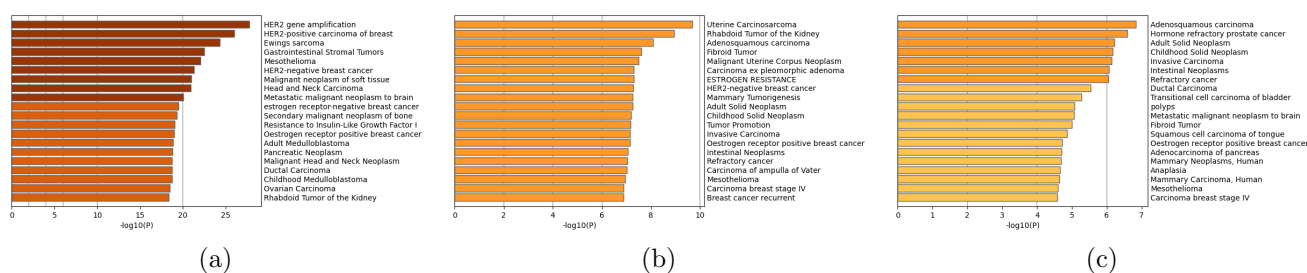 HER2 gene amplification
HER2-positive carcinoma of breast
Ewings sarcoma
Gastrointestinal Stromal Tumors
Mesothelioma
HER2-negative breast cancer
Malignant neoplasm of soft tissue
Head and Neck Carcinoma
Metastatic malignant neoplasm to brain
estrogen receptor-negative breast cancer
Secondary malignant neoplasm of bone
Resistance to Insulin-Like Growth Factor I
Oestrogen receptor positive breast cancer
Adult Medulloblastoma
Pancreatic Neoplasm
Malignant Head and Neck Neoplasm
Ductal Carcinoma
Childhood Medulloblastoma
Ovarian Carcinoma
Rhabdoid Tumor of the Kidney
0 5 10 15 20 25
-log10(P)
(a)
Uterine Carcinosarcoma
Rhabdoid Tumor of the Kidney
Adenosquamous carcinoma
Fibroid Tumor
Malignant Uterine Corpus Neoplasm
Carcinoma ex pleomorphic adenoma
ESTROGEN RESISTANCE
HER2-negative breast cancer
Mammary Tumorigenesis
Adult Solid Neoplasm
Childhood Solid Neoplasm
Tumor Promotion
Invasive Carcinoma
Oestrogen receptor positive breast cancer
Intestinal Neoplasms
Refractory cancer
Carcinoma of ampulla of Vater
Mesothelioma
Carcinoma breast stage IV
Breast cancer recurrent
0 2 4 6 8 10
-log10(P)
(b)
Adenosquamous carcinoma
Hormone refractory prostate cancer
Adult Solid Neoplasm
Childhood Solid Neoplasm
Invasive Carcinoma
Intestinal Neoplasms
Refractory cancer
Ductal Carcinoma
Transitional cell carcinoma of bladder
polyps
Metastatic malignant neoplasm to brain
Fibroid Tumor
Squamous cell carcinoma of tongue
Oestrogen receptor positive breast cancer
Adenocarcinoma of pancreas
Mammary Neoplasms, Human
Anaplasia
Mammary Carcinoma, Human
Mesothelioma
Carcinoma breast stage IV
0 1 2 3 4 5 6 7
-log10(P)
(c)